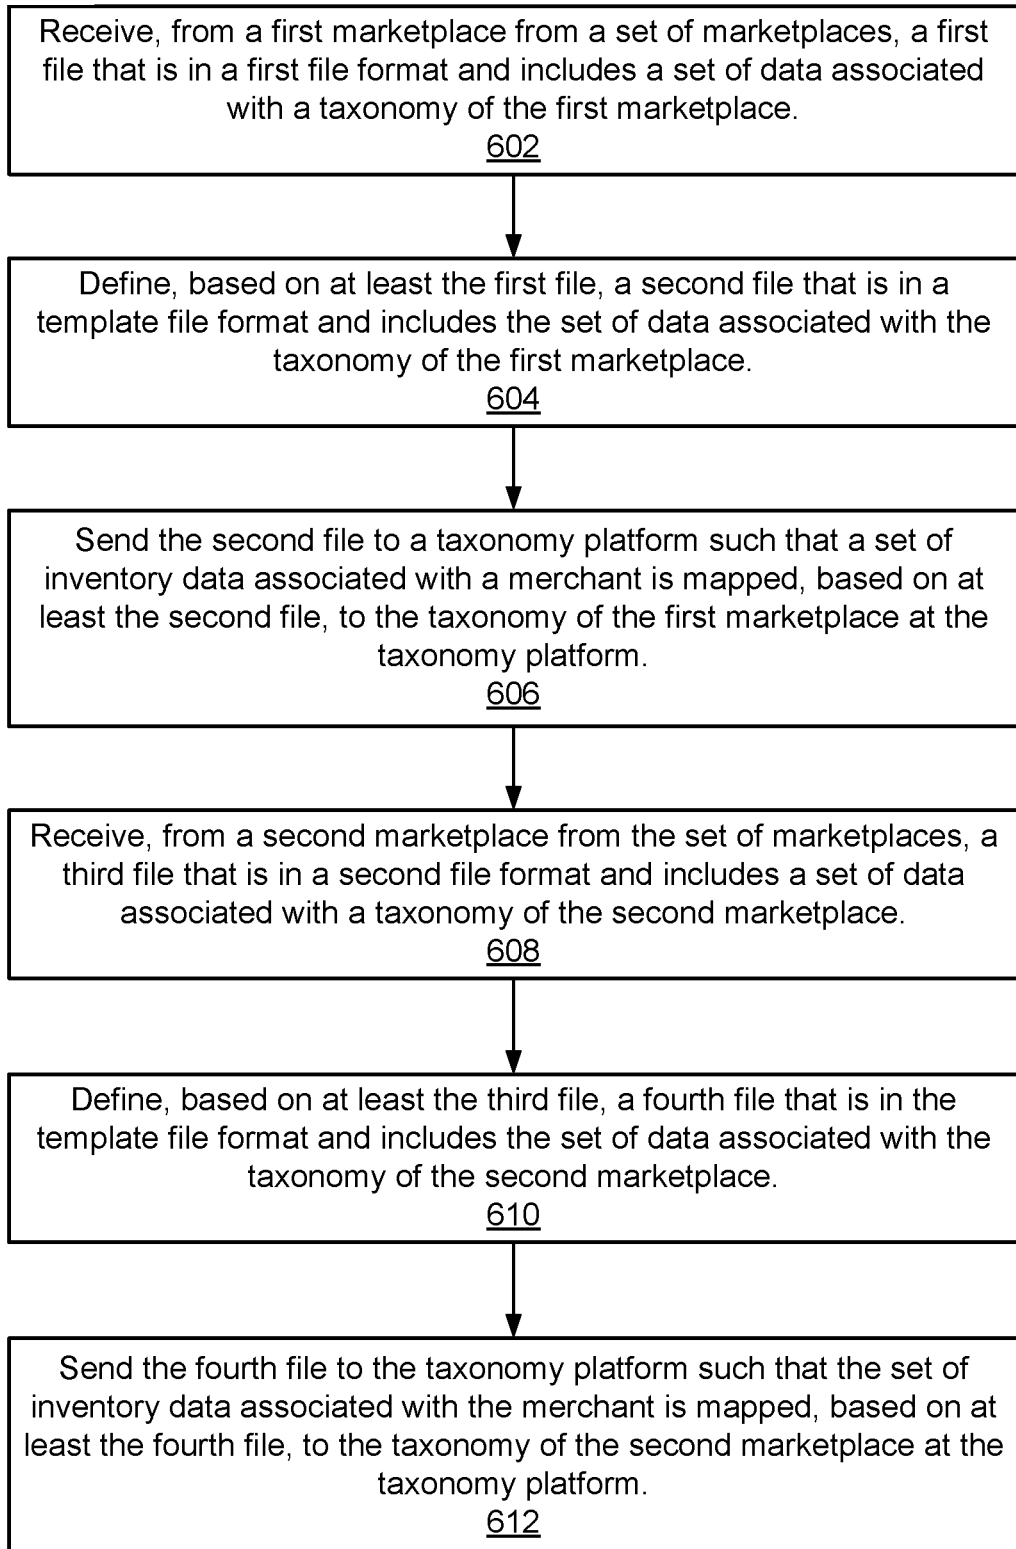 Receive, from a first marketplace from a set of marketplaces, a first
file that is in a first file format and includes a set of data associated
with a taxonomy of the first marketplace.
602
Define, based on at least the first file, a second file that is in a
template file format and includes the set of data associated with the
taxonomy of the first marketplace.
604
Send the second file to a taxonomy platform such that a set of
inventory data associated with a merchant is mapped, based on at
least the second file, to the taxonomy of the first marketplace at the
taxonomy platform.
606
Receive, from a second marketplace from the set of marketplaces, a
third file that is in a second file format and includes a set of data
associated with a taxonomy of the second marketplace.
608
Define, based on at least the third file, a fourth file that is in the
template file format and includes the set of data associated with the
taxonomy of the second marketplace.
610
Send the fourth file to the taxonomy platform such that the set of
inventory data associated with the merchant is mapped, based on at
least the fourth file, to the taxonomy of the second marketplace at the
taxonomy platform.
612